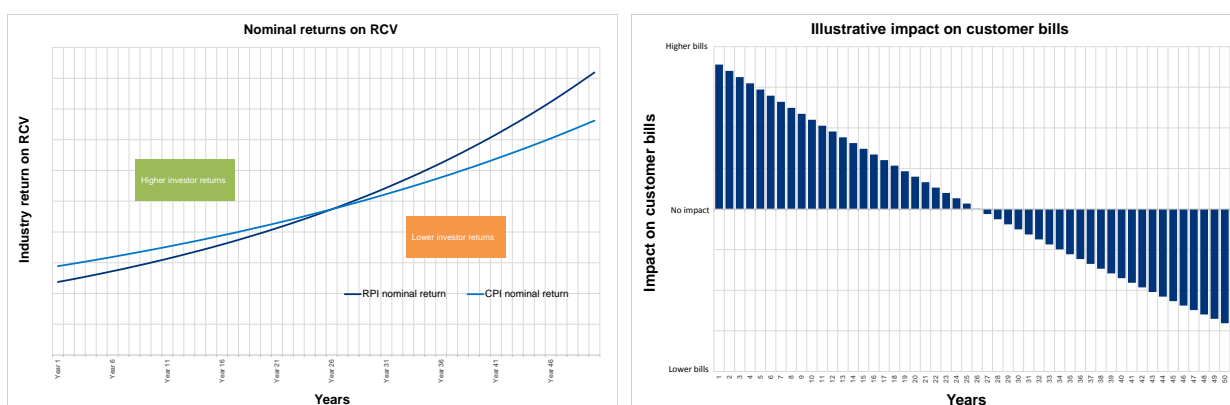 Nominal returns on RCV
Industry return on RCV
Higher investor returns
Lower investor returns
RPI nominal return
CPI nominal return
Year 1
Year 6
Year 11
Year 16
Year 21
Year 26
Year 31
Year 36
Year 41
Year 46
Years
Illustrative impact on customer bills
Higher bills
Impact on customer bills
No impact
Lower bills
1 2 3 4 5 6 7 8 9 10 11 12 13 14 15 16 17 18 19 20 21 22 23 24 25 26 27 28 29 30 31 32 33 34 35 36 37 38 39 40 41 42 43 44 45 46 47 48 49 50
Years